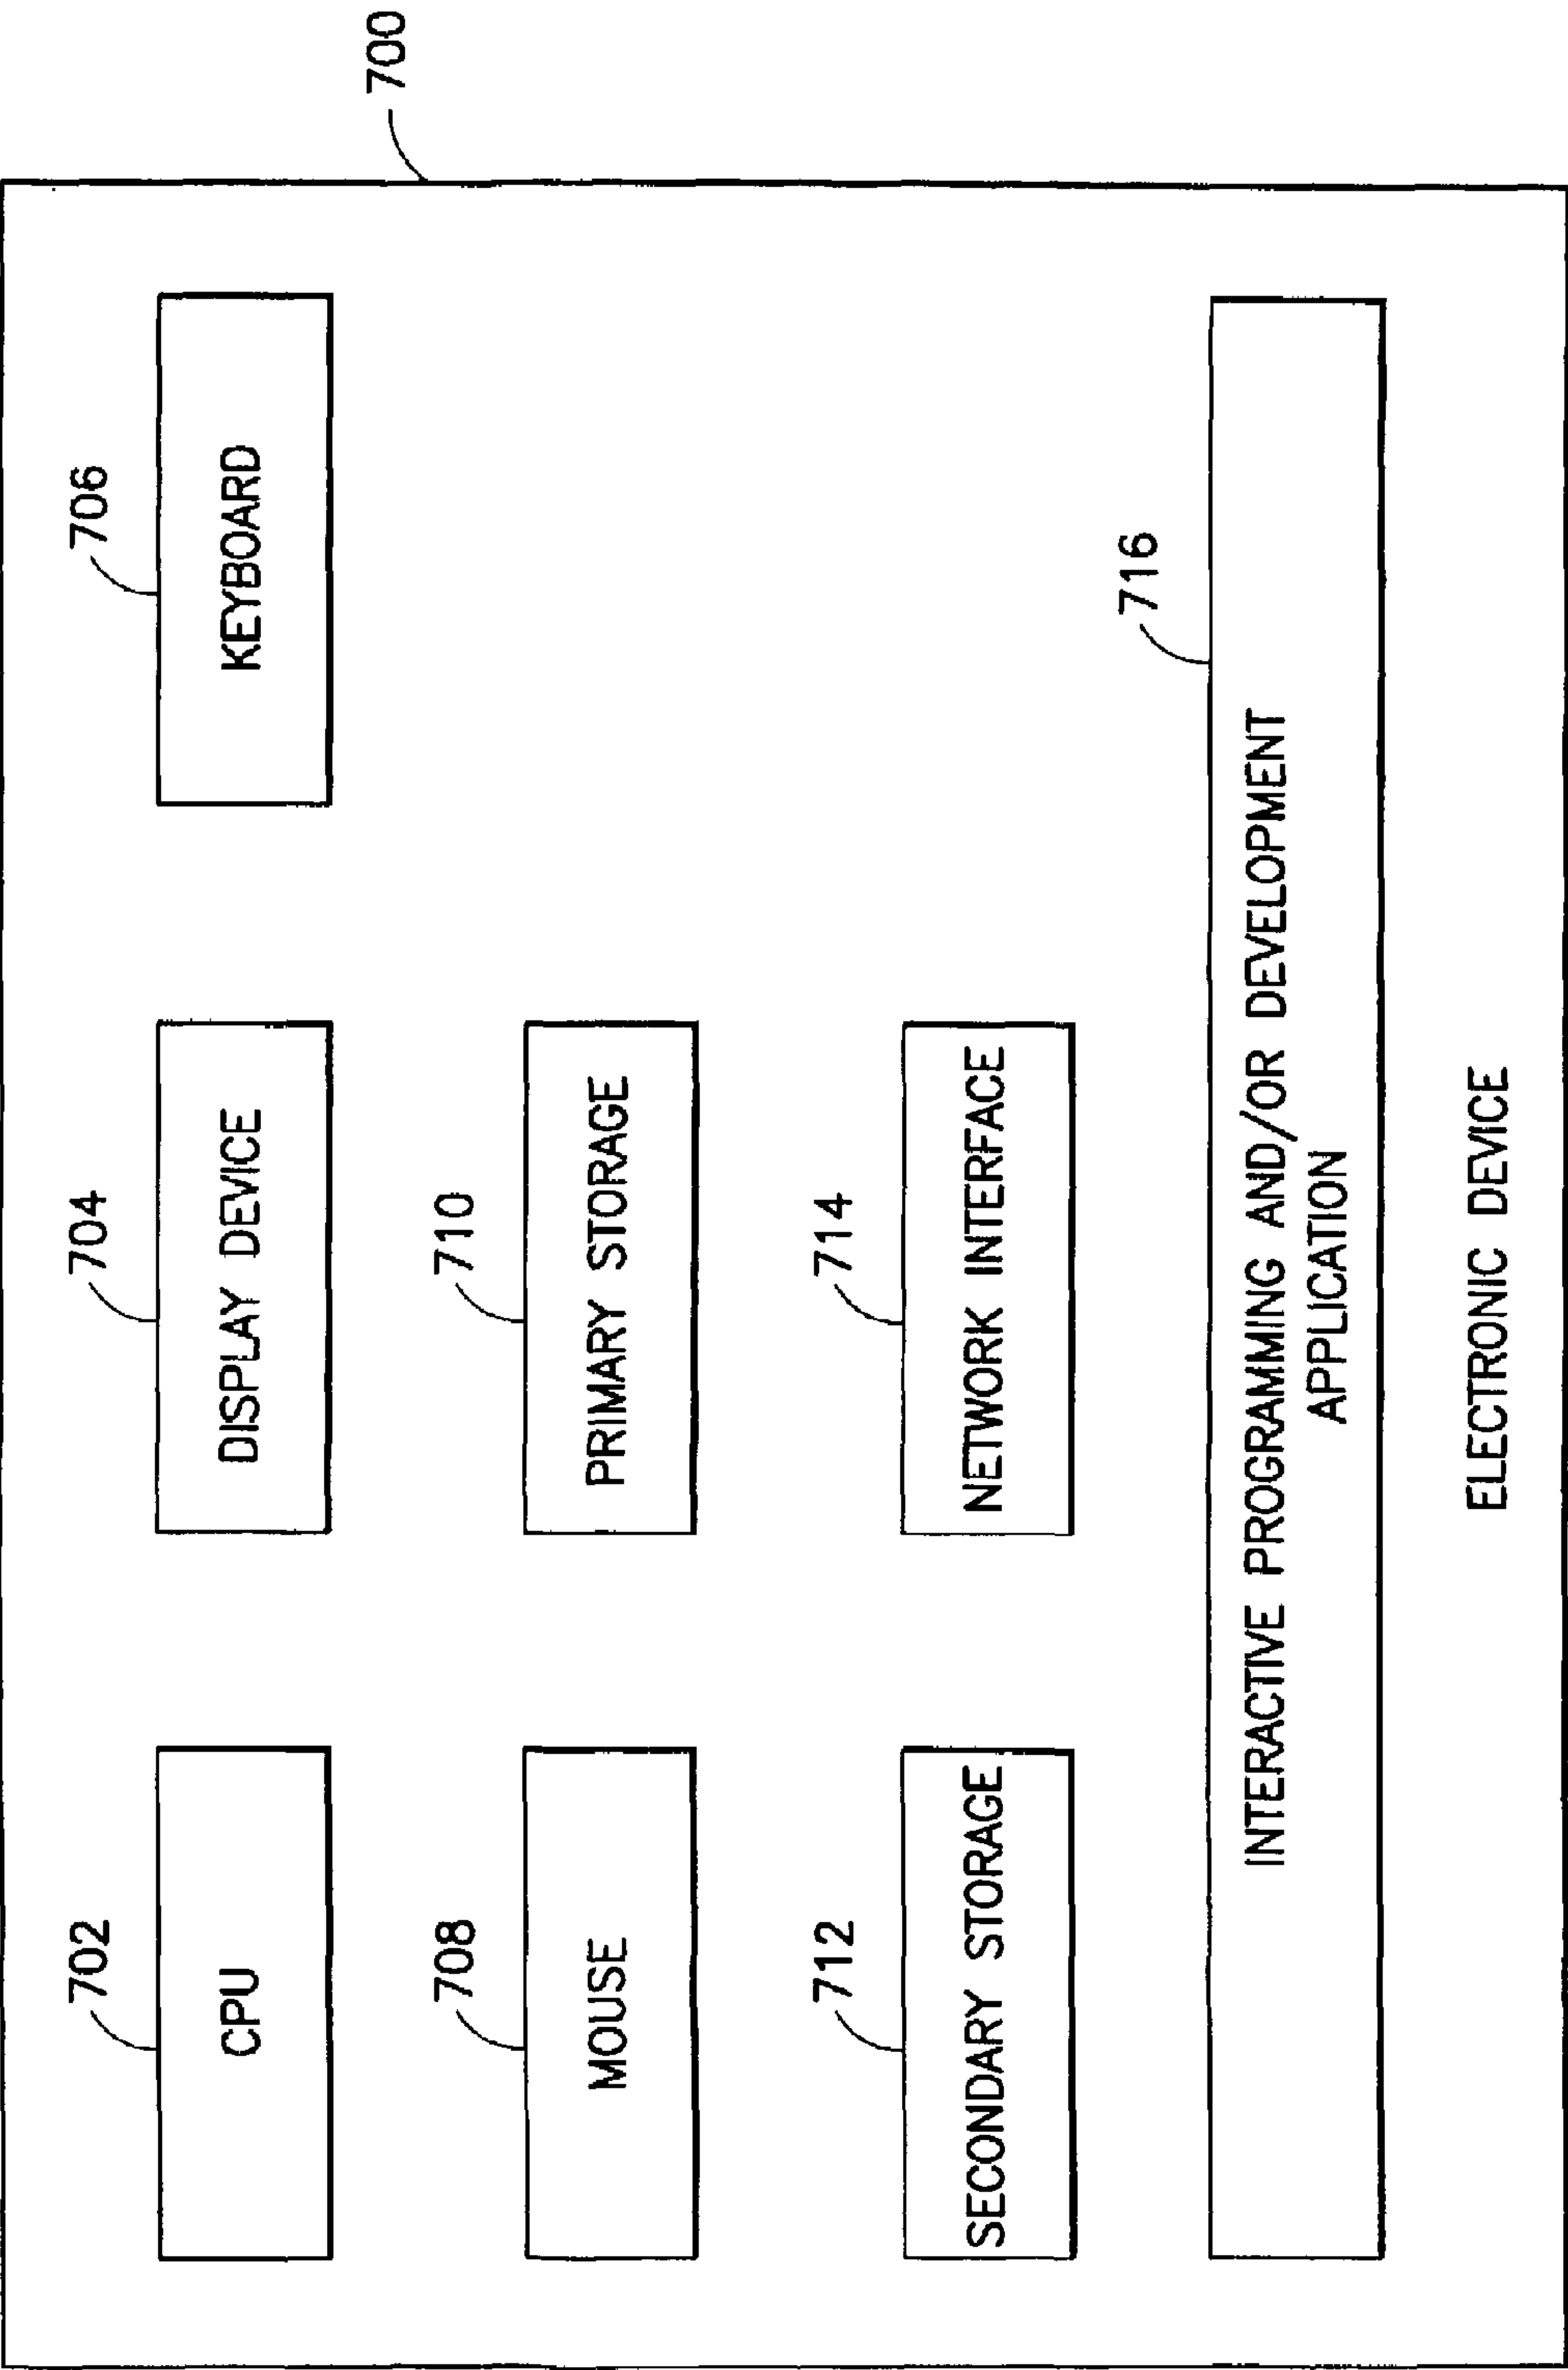 700
702
704
706
CPU
DISPLAY DEVICE
KEYBOARD
708
710
MOUSE
PRIMARY STORAGE
712
714
SECONDARY STORAGE
NETWORK INTERFACE
716
INTERACTIVE PROGRAMMING AND/OR DEVELOPMENT
APPLICATION
ELECTRONIC DEVICE